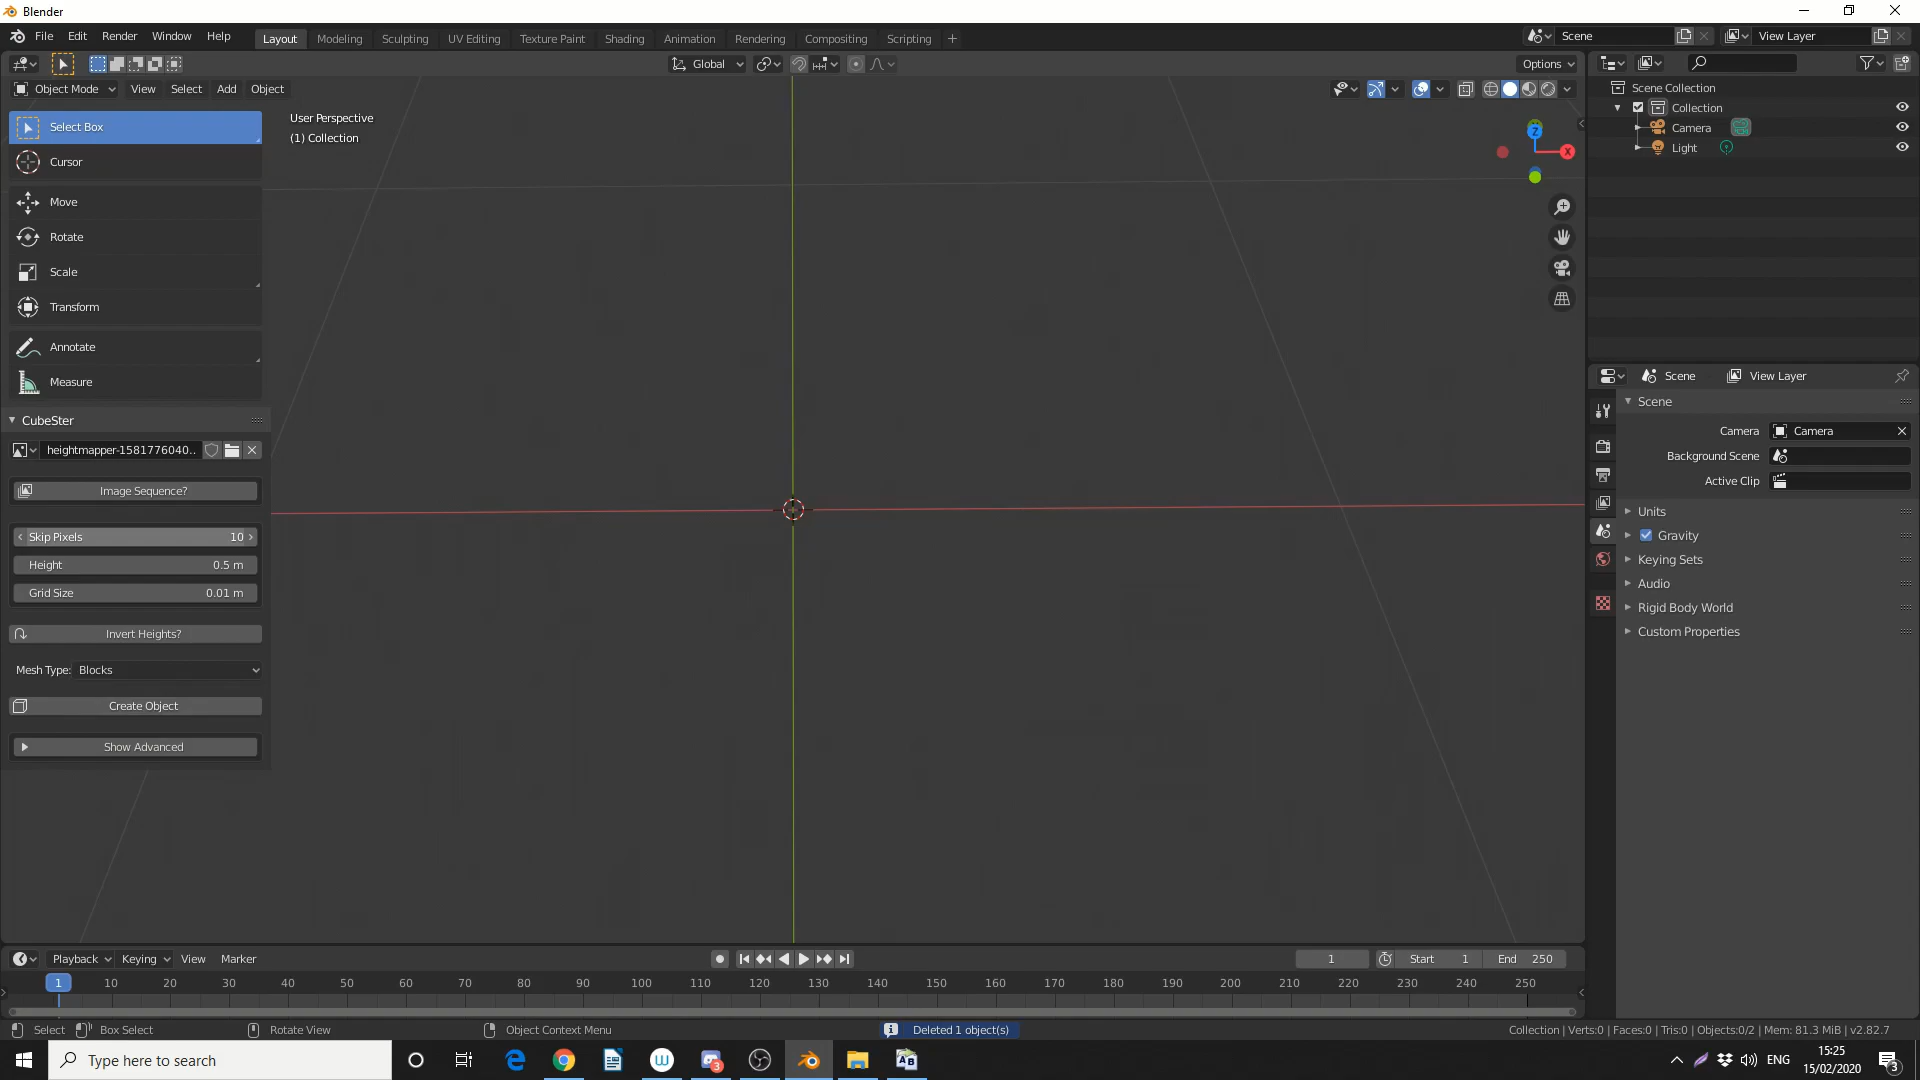 Blender
File Edit Render Window Help
Layout Modeling Sculpting UV Editing Texture Paint Shading Animation Rendering Compositing Scripting +
Scene
View Layer
Global
Options
Object Mode View Select Add Object
User Perspective
(1) Collection
Select Box
Cursor
Move
Rotate
Scale
Transform
Annotate
Measure
CubeSter
heightmapper-1581776040..
Image Sequence?
Skip Pixels 10
Height 0.5 m
Grid Size 0.01 m
Invert Heights?
Mesh Type: Blocks
Create Object
Show Advanced
Z
X
Scene Collection
Collection
Camera
Light
Scene View Layer
Scene
Camera Camera
Background Scene
Active Clip
Units
Gravity
Keying Sets
Audio
Rigid Body World
Custom Properties
Playback Keying View Marker
1 Start 1 End 250
1 10 20 30 40 50 60 70 80 90 100 110 120 130 140 150 160 170 180 190 200 210 220 230 240 250
Select Box Select Rotate View Object Context Menu
Deleted 1 object(s)
Collection | Verts:0 | Faces:0 | Tris:0 | Objects:0/2 | Mem: 81.3 MiB | v2.82.7
Type here to search
W
3
AB
ENG
15:25
15/02/2020
3